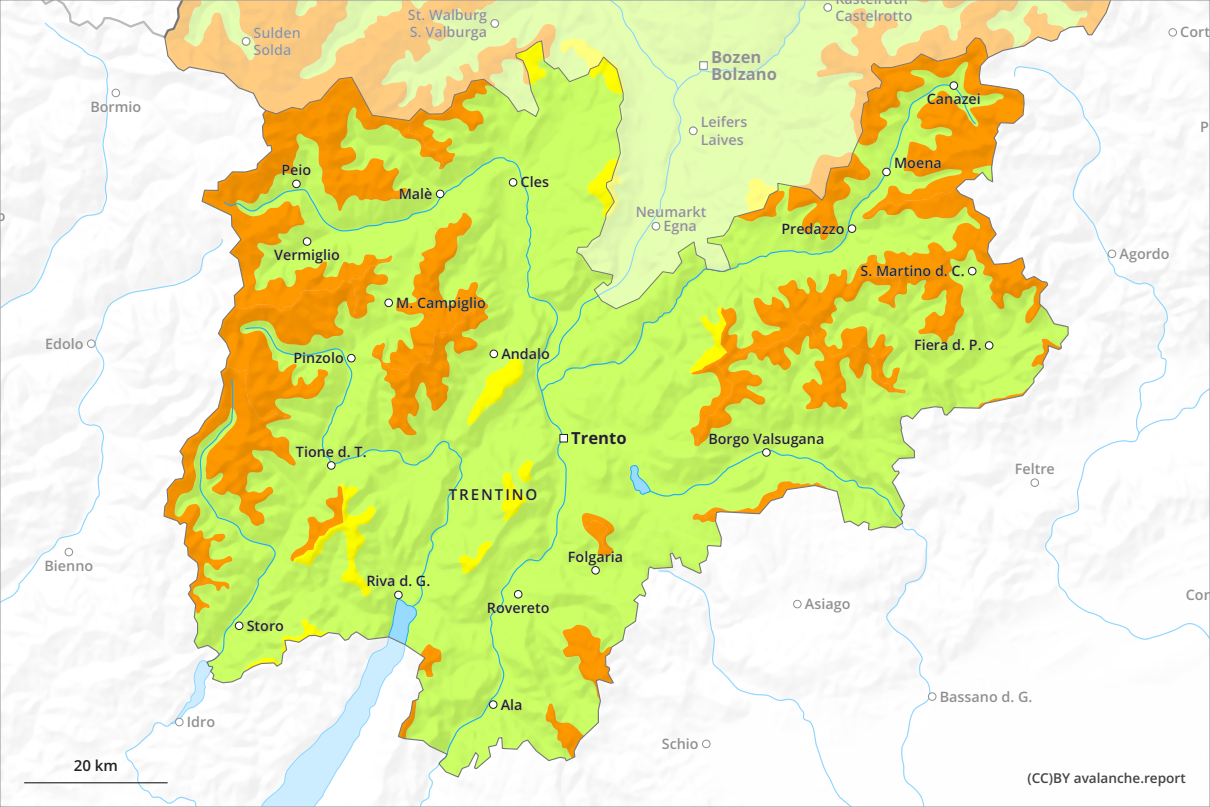 Kastelruth
Castelrotto
St. Walburg
S. Valburga
Sulden
Solda
Cort
Bozen
Bolzano
Bormio
Canazei
Leifers
Laives
P
Moena
Peio
Cles
Malè
Neumarkt
Egna
Predazzo
Vermiglio
Agordo
S. Martino d. C.
M. Campiglio
Edolo
Pinzolo
Andalo
Fiera d. P.
Trento
Borgo Valsugana
Tione d. T.
Feltre
TRENTINO
Bienno
Folgaria
Riva d. G.
Rovereto
Asiago
Cor
Storo
Ala
Bassano d. G.
Idro
Schio
20 km
(CC)BY avalanche.report